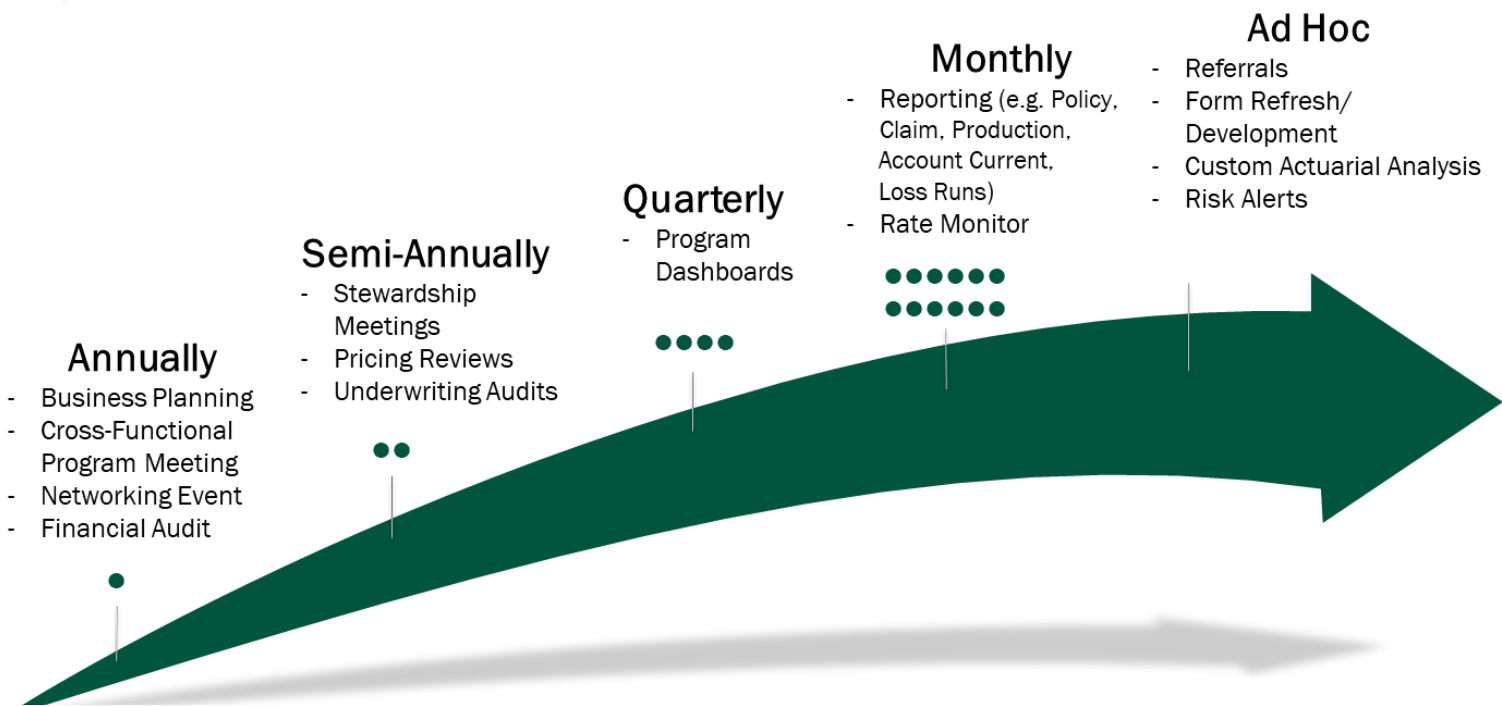 Annually
- Business Planning
- Cross-Functional
Program Meeting
- Networking Event
- Financial Audit
Semi-Annually
- Stewardship
Meetings
- Pricing Reviews
- Underwriting Audits
Quarterly
- Program
Dashboards
Monthly
- Reporting (e.g. Policy,
Claim, Production,
Account Current,
Loss Runs)
- Rate Monitor
Ad Hoc
- Referrals
- Form Refresh/
Development
- Custom Actuarial Analysis
- Risk Alerts